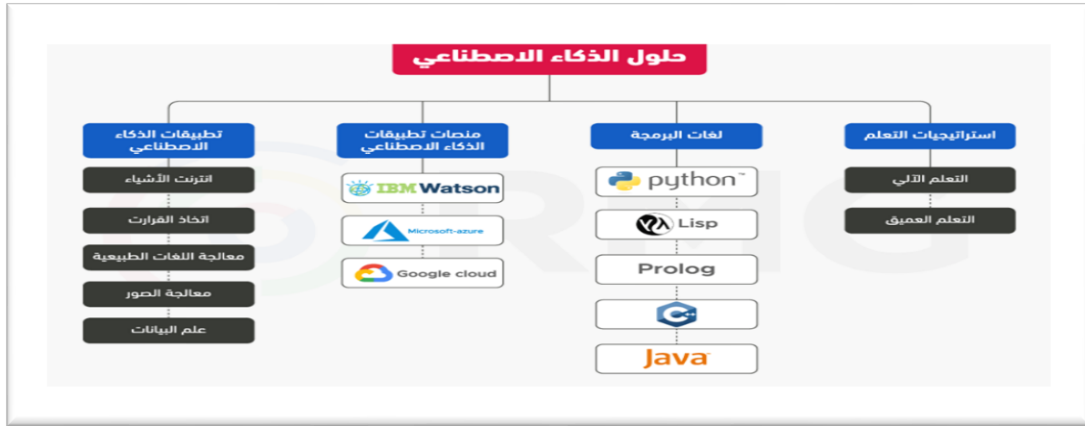 حلول الذكاء الاصطناعي
استراتيجيات التعلم
التعلم الآلي
التعلم العميق
لغات البرمجة
python
Lisp
Prolog
C++
Java
منصات تطبيقات
الذكاء الاصطناعي
IBM Watson
Microsoft-azure
Google cloud
تطبيقات الذكاء
الاصطناعي
انترنت الأشياء
اتخاذ القرارت
معالجة اللغات الطبيعية
معالجة الصور
علم البيانات
RMG